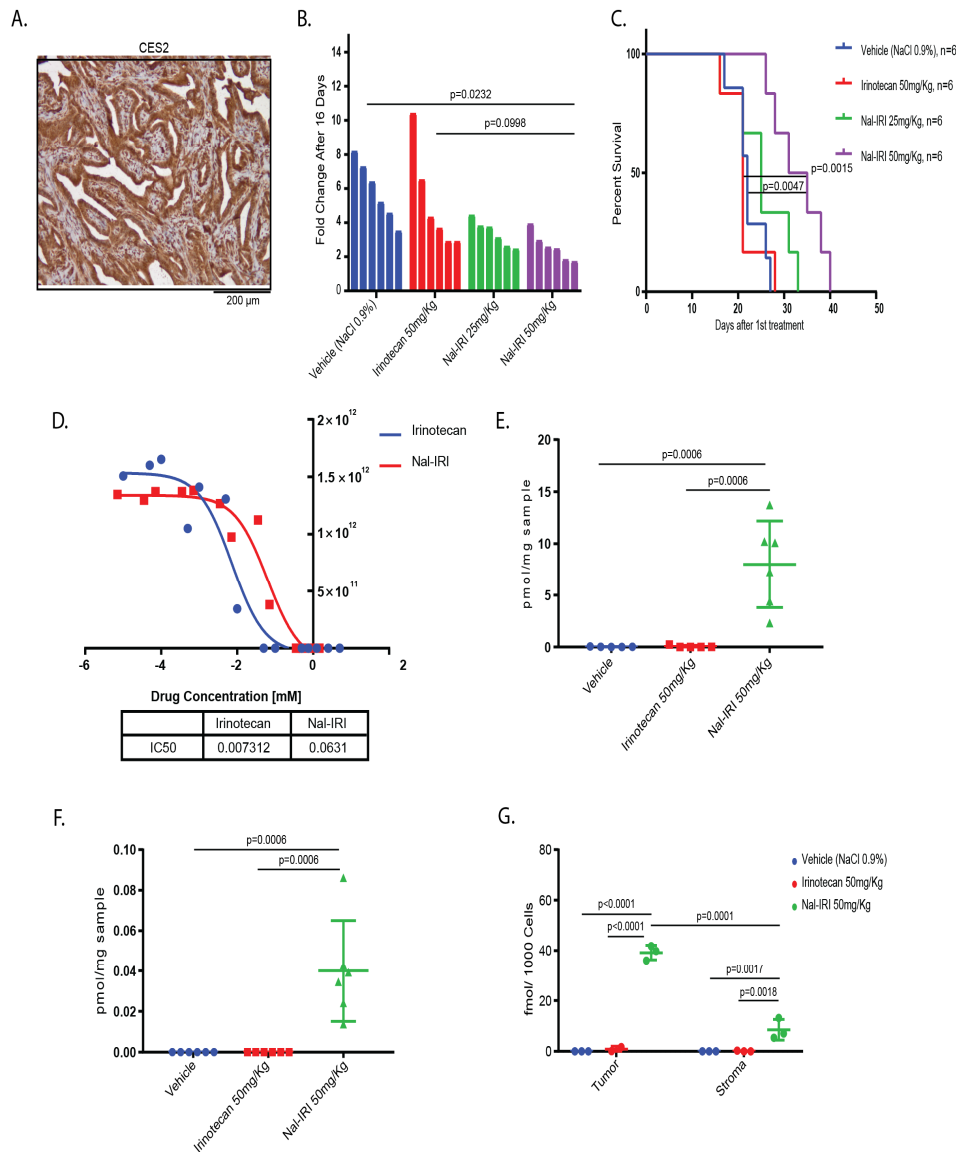 A.
CES2
200 µm
B.
Fold Change After 16 Days
14
12
10
8
6
4
2
0
p=0.0232
p=0.0998
Vehicle (NaCl 0.9%)
Irinotecan 50mg/Kg
Nal-IRI 25mg/Kg
Nal-IRI 50mg/Kg
C.
Percent Survival
100
50
0
0 10 20 30 40 50
Days after 1st treatment
Vehicle (NaCl 0.9%), n=6
Irinotecan 50mg/Kg, n=6
Nal-IRI 25mg/Kg, n=6
Nal-IRI 50mg/Kg, n=6
p=0.0015
p=0.0047
D.
2×10¹²
1.5×10¹²
1×10¹²
5×10¹¹
Irinotecan
Nal-IRI
-6 -4 -2 0 2
Drug Concentration [mM]
Irinotecan Nal-IRI
IC50 0.007312 0.0631
E.
pmol/mg sample
20
15
10
5
0
p=0.0006
p=0.0006
Vehicle
Irinotecan 50mg/Kg
Nal-IRI 50mg/Kg
F.
pmol/mg sample
0.10
0.08
0.06
0.04
0.02
0.00
p=0.0006
p=0.0006
Vehicle
Irinotecan 50mg/Kg
Nal-IRI 50mg/Kg
G.
fmol/ 1000 Cells
80
60
40
20
0
p<0.0001
p<0.0001
p=0.0001
p=0.0017
p=0.0018
Tumor
Stroma
Vehicle (NaCl 0.9%)
Irinotecan 50mg/Kg
Nal-IRI 50mg/Kg